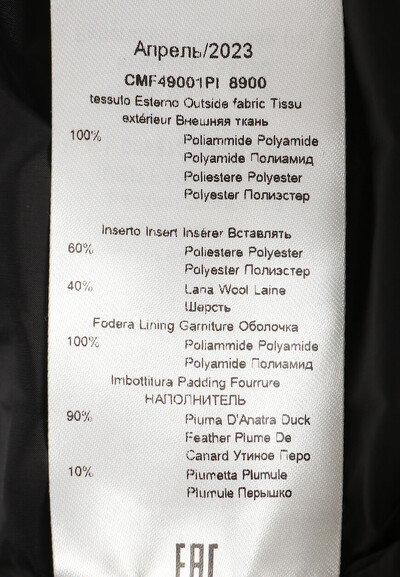 Апрель/2023
CMF49001PI 8900
tessuto Esterno Outside fabric Tissu
extérieur Внешняя ткань
100% Poliammide Polyamide
Polyamide Полиамид
Poliestere Polyester
Polyester Полиэстер
Inserto Insert Insérer Вставлять
60% Poliestere Polyester
Polyester Полиэстер
40% Lana Wool Laine
Шерсть
Fodera Lining Garniture Оболочка
100% Poliammide Polyamide
Polyamide Полиамид
Imbottitura Padding Fourrure
НАПОЛНИТЕЛЬ
90% Piuma D'Anatra Duck
Feather Plume De
Canard Утиное Перо
10% Piumetta Plumule
Plumule Перышко
EAC